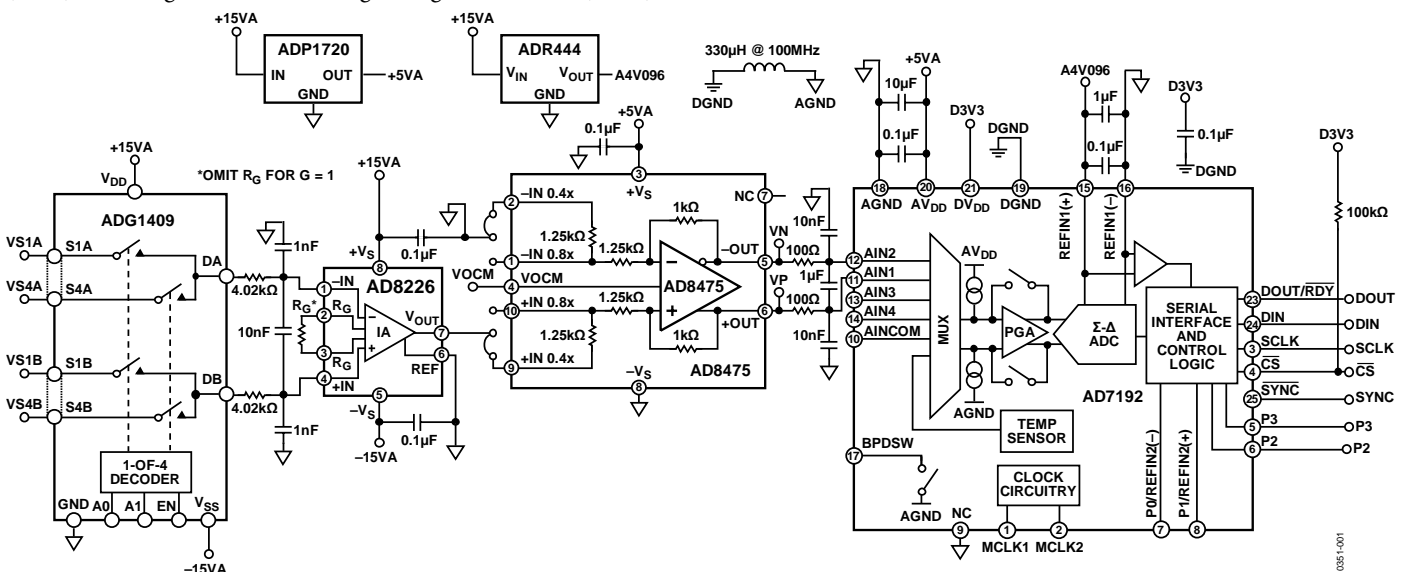 +15VA
ADP1720
IN OUT
GND
+5VA
+15VA
ADR444
VIN VOUT
GND
A4V096
330µH @ 100MHz
DGND AGND
+15VA
VDD
*OMIT RG FOR G = 1
ADG1409
VS1A S1A
VS4A S4A
DA
VS1B S1B
VS4B S4B
DB
1-OF-4
DECODER
GND A0 A1 EN VSS
–15VA
4.02kΩ
4.02kΩ
1nF
10nF
1nF
+15VA
0.1µF
+VS
8
AD8226
1 –IN
RG* 2 RG
IA
VOUT 7
3 RG
6
REF
4 +IN
5
–VS
0.1µF
–15VA
+5VA
0.1µF
3
+VS
NC 7
2 –IN 0.4x
1kΩ
1.25kΩ
1.25kΩ
1 –IN 0.8x
–OUT 5
VOCM 4 VOCM
AD8475
10 +IN 0.8x
1.25kΩ
+OUT 6
1.25kΩ
1kΩ
9 +IN 0.4x
–VS
8
AD8475
VN
100Ω
10nF
1µF
VP
100Ω
10nF
10µF
+5VA
0.1µF
D3V3
DGND
A4V096
1µF
0.1µF
D3V3
0.1µF
DGND
D3V3
100kΩ
18 20 21 19 15 16
AGND AVDD DVDD DGND REFIN1(+) REFIN1(–)
12 AIN2
11 AIN1
13 AIN3
14 AIN4
10 AINCOM
MUX
AVDD
PGA
AGND
Σ-Δ
ADC
SERIAL
INTERFACE
AND
CONTROL
LOGIC
23 DOUT/RDY DOUT
24 DIN DIN
3 SCLK SCLK
4 CS CS
25 SYNC SYNC
5 P3 P3
6 P2 P2
AD7192
TEMP
SENSOR
17 BPDSW
AGND
CLOCK
CIRCUITRY
NC
9
1 2
MCLK1 MCLK2
P0/REFIN2(–) P1/REFIN2(+)
7 8
0351-001